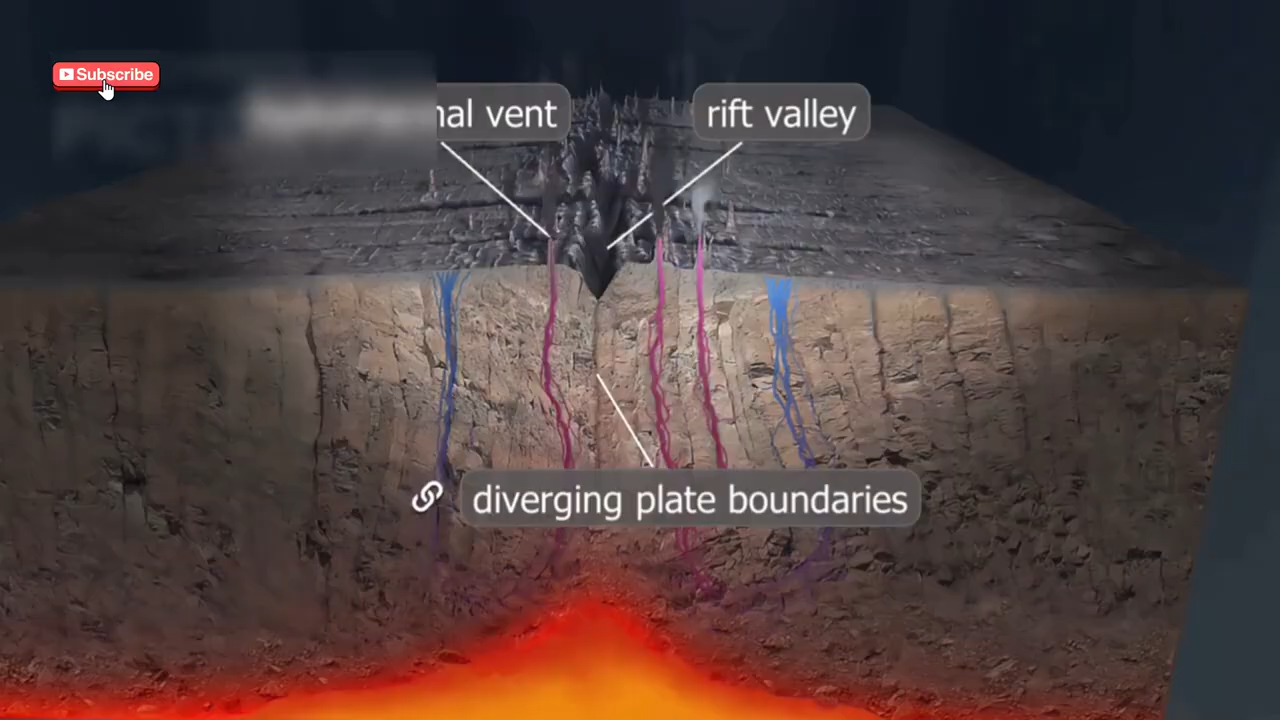 Subscribe
nal vent
rift valley
diverging plate boundaries